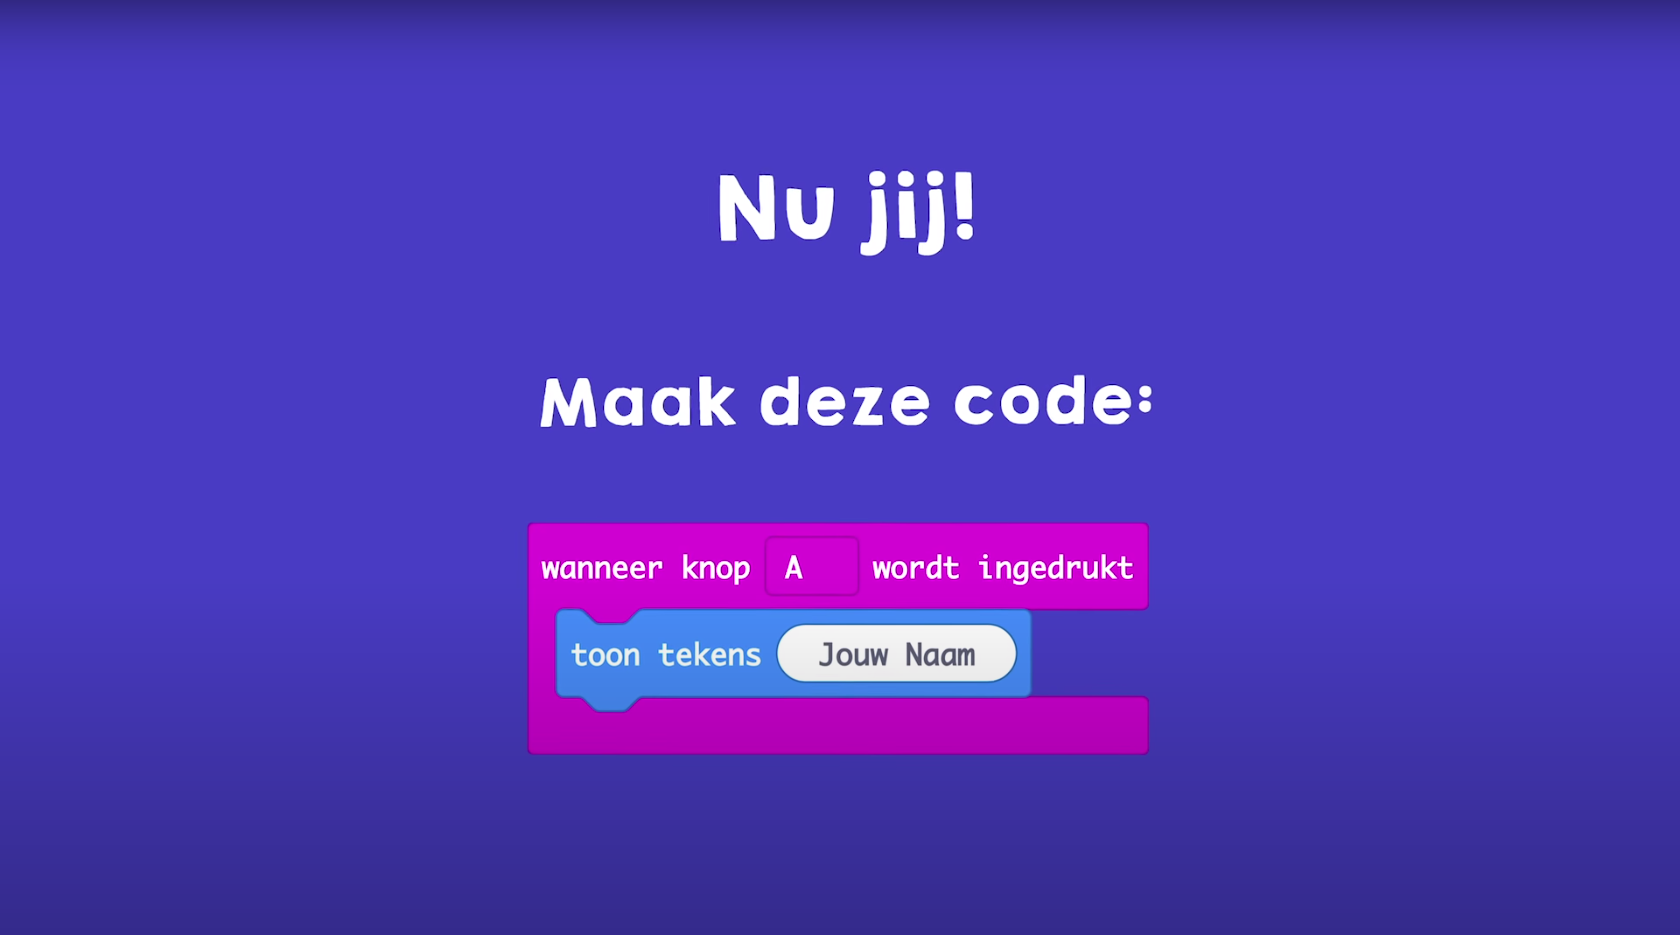 Nu jij!
Maak deze code:
wanneer knop A wordt ingedrukt
toon tekens Jouw Naam